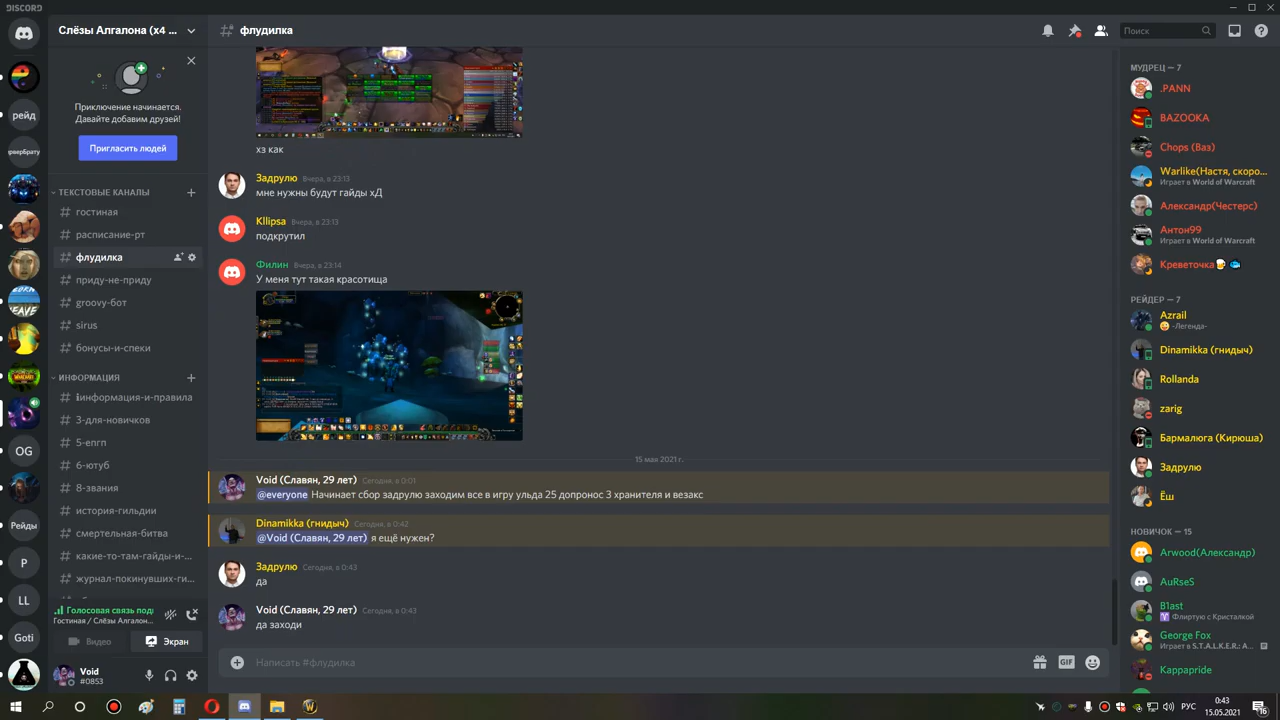 DISCORD
Слёзы Алгалона (x4 ...
Приключение начинается.
Давайте добавим друзей!
Пригласить людей
ТЕКСТОВЫЕ КАНАЛЫ
гостиная
расписание-рт
флудилка
приду-не-приду
groovy-бот
sirus
бонусы-и-спеки
ИНФОРМАЦИЯ
информация-и-правила
3-для-новичков
5-епгп
6-ютуб
8-звания
история-гильдии
смертельная-битва
какие-то-там-гайды-и-...
журнал-покинувших-ги...
Голосовая связь под
Гостиная / Слёзы Алгалон...
Видео
Экран
Void
#0853
OG
Рейды
P
LL
Goti
флудилка
Поиск
хз как
Задрулю Вчера, в 23:13
мне нужны будут гайды хД
Kllipsa Вчера, в 23:13
подкрутил
Филин Вчера, в 23:14
У меня тут такая красотища
15 мая 2021 г.
Void (Славян, 29 лет) Сегодня, в 0:01
@everyone Начинает сбор задрулю заходим все в игру ульда 25 допронос 3 хранителя и везакс
Dinamikka (гнидыч) Сегодня, в 0:42
@Void (Славян, 29 лет) я ещё нужен?
Задрулю Сегодня, в 0:43
да
Void (Славян, 29 лет) Сегодня, в 0:43
да заходи
Написать #флудилка
GIF
МУДРЕЦ — 7
.PANN
BAZOOKA
Chops (Ваз)
Warlike(Настя, скоро...
Играет в World of Warcraft
Александр(Честерс)
Антон99
Играет в World of Warcraft
Креветочка
РЕЙДЕР — 7
Azrail
-Легенда-
Dinamikka (гнидыч)
Rollanda
zarig
Бармалюга (Кирюша)
Задрулю
Ёш
НОВИЧОК — 15
Arwood(Александр)
AuRseS
B1ast
Флиртую с Кристалкой
George Fox
Играет в S.T.A.L.K.E.R.: A...
Kappapride
РУС
0:43
15.05.2021
16